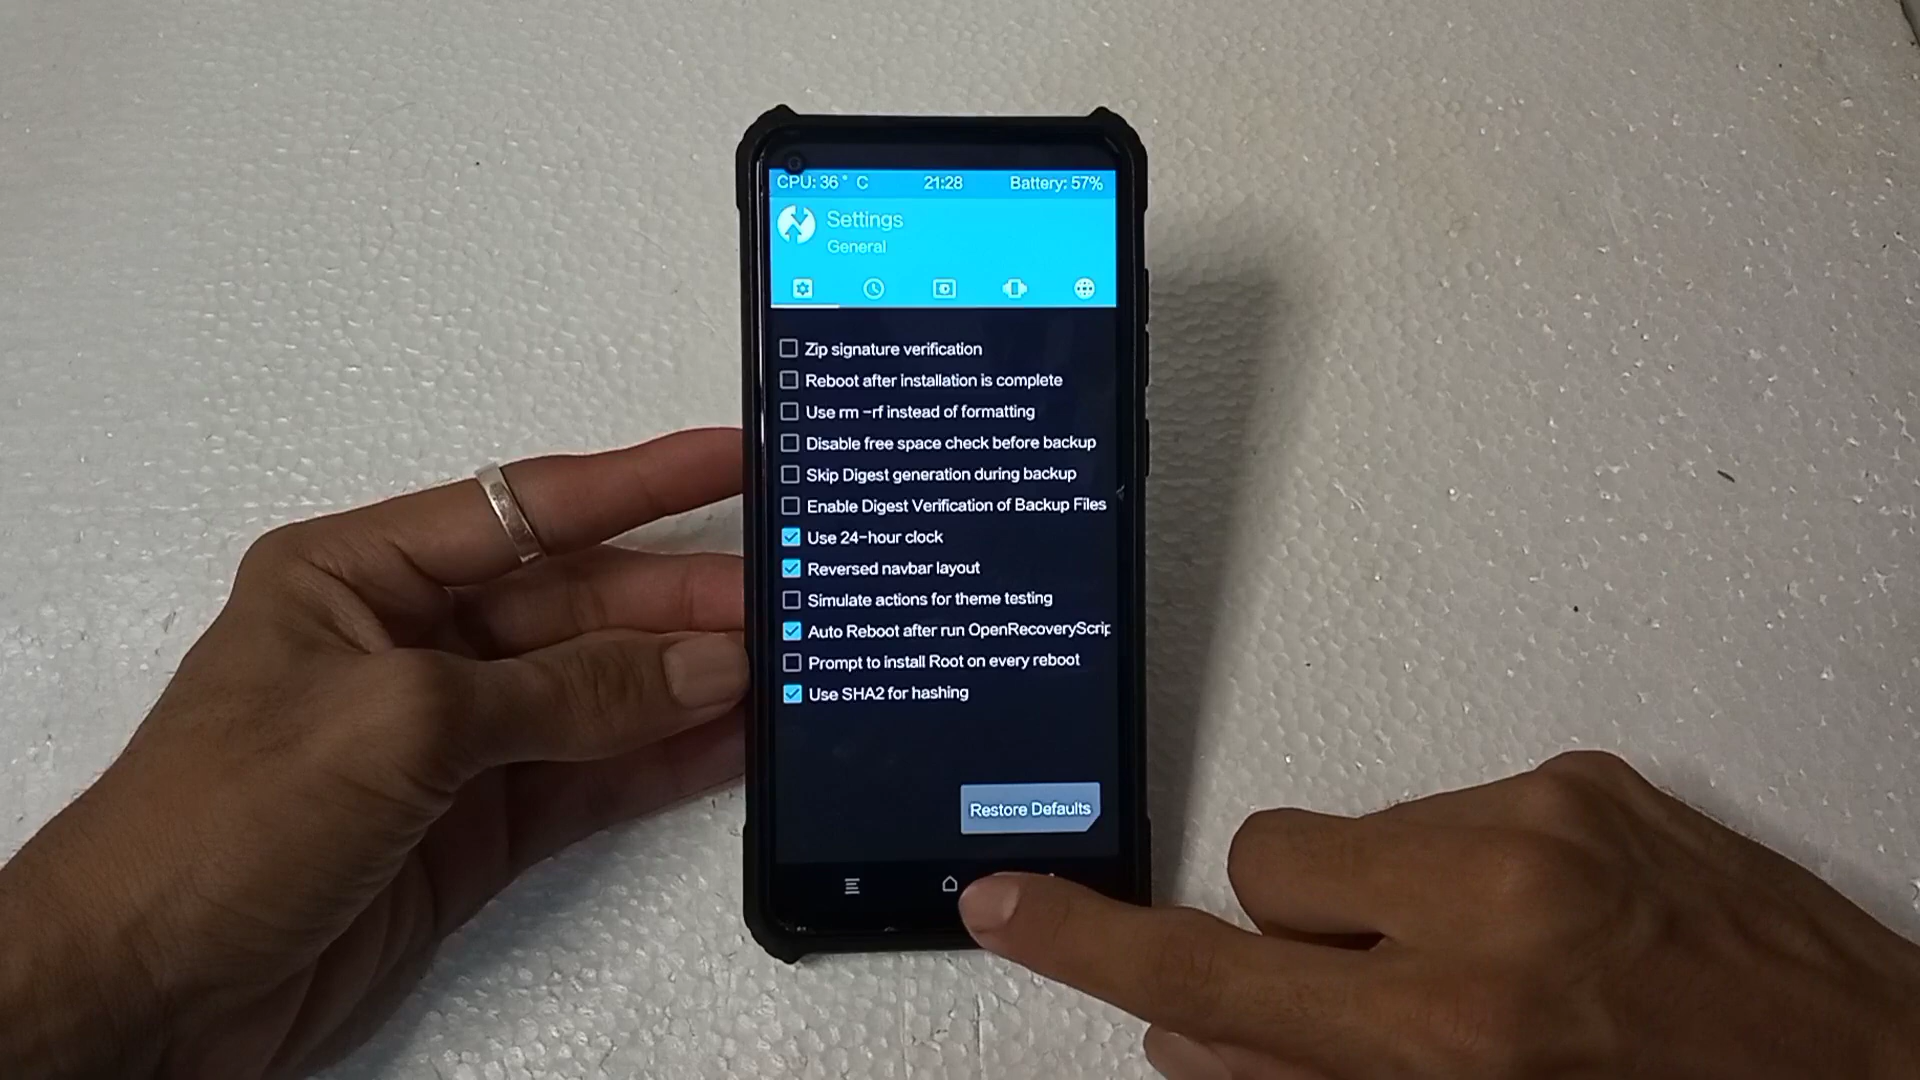 CPU: 36° C 21:28 Battery: 57%
Settings
General
Zip signature verification
Reboot after installation is complete
Use rm -rf instead of formatting
Disable free space check before backup
Skip Digest generation during backup
Enable Digest Verification of Backup Files
Use 24-hour clock
Reversed navbar layout
Simulate actions for theme testing
Auto Reboot after run OpenRecoveryScrip
Prompt to install Root on every reboot
Use SHA2 for hashing
Restore Defaults